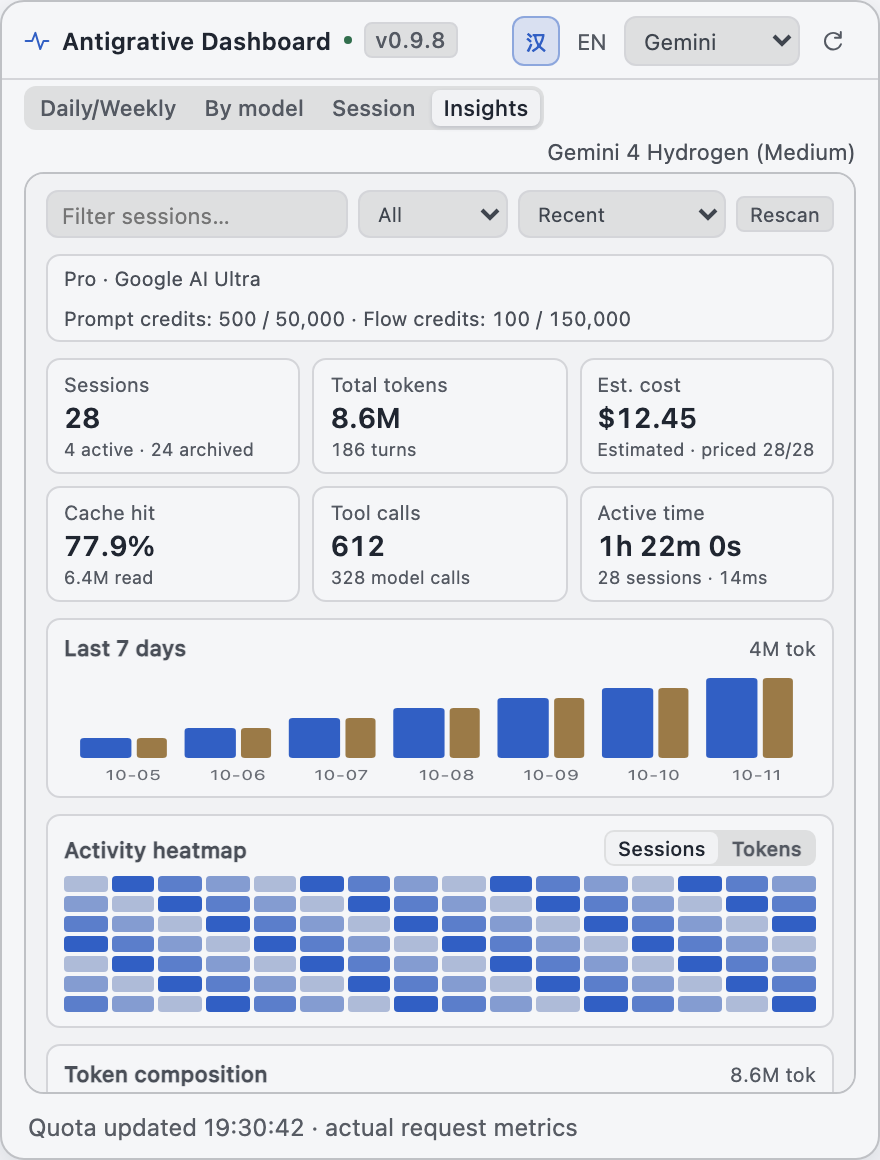 Antigrative Dashboard v0.9.8 汉 EN Gemini
Daily/Weekly By model Session Insights
Gemini 4 Hydrogen (Medium)
Filter sessions... All Recent Rescan
Pro · Google AI Ultra
Prompt credits: 500 / 50,000 · Flow credits: 100 / 150,000
Sessions Total tokens Est. cost
28 8.6M $12.45
4 active · 24 archived 186 turns Estimated · priced 28/28
Cache hit Tool calls Active time
77.9% 612 1h 22m 0s
6.4M read 328 model calls 28 sessions · 14ms
Last 7 days 4M tok
10-05 10-06 10-07 10-08 10-09 10-10 10-11
Activity heatmap Sessions Tokens
Token composition 8.6M tok
Quota updated 19:30:42 · actual request metrics